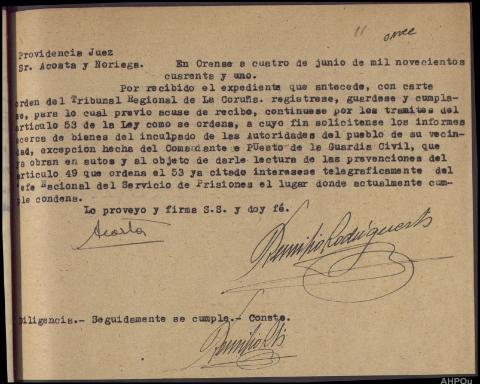 11 once
Providencia Juez
Sr. Acosta y Noriega. En Orense a cuatro de junio de mil novecientos
cuarenta y uno.
Por recibido el expediente que antecede, con carta
orden del Tribunal Regional de La Coruña. registrese, guardese y cumpla-
se, para lo cual previo acuse de recibo, continuese por los tramites del
articulo 53 de la Ley como se ordena, a cuyo fin solicitense los informes
acerca de bienes del inculpado de las Autoridades del pueblo de su vecin-
dad, excepcion hecha del Comandante Puesto de la Guardia Civil, que
ya obran en autos y al objeto de darle lectura de las prevenciones del
articulo 49 que ordena el 53 ya citado interesese telegraficamente del
Jefe Nacional del Servicio de Prisiones el lugar donde actualmente cum-
ple condena.
Lo proveyo y firma S.S. y doy fé.
Acosta
Remisio Rodriguez
Diligencia.- Seguidamente se cumple.- Consta.
AHPOu